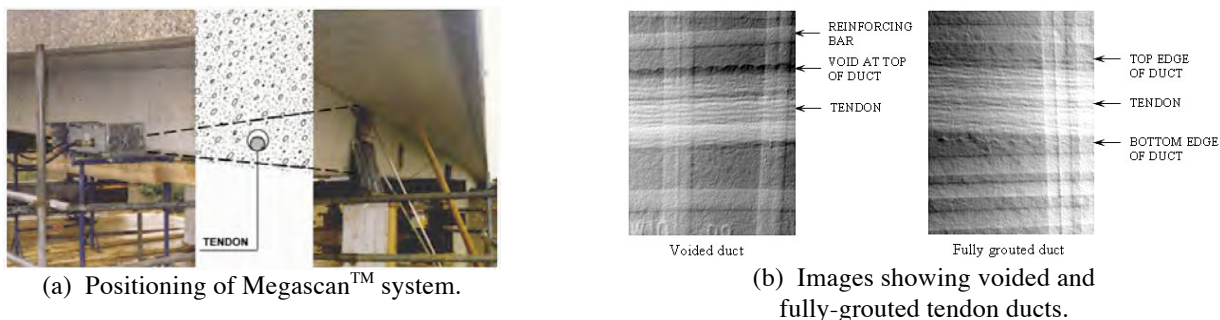 TENDON
(a) Positioning of Megascan™ system.
REINFORCING
BAR
VOID AT TOP
OF DUCT
TENDON
Voided duct
TOP EDGE
OF DUCT
TENDON
BOTTOM EDGE
OF DUCT
Fully grouted duct
(b) Images showing voided and
fully-grouted tendon ducts.